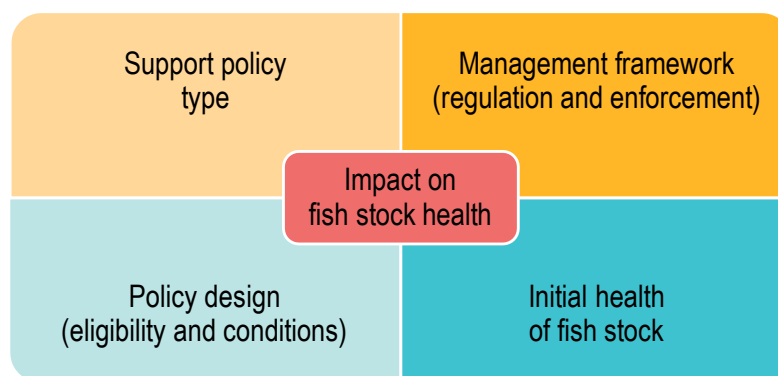 Support policy
type
Management framework
(regulation and enforcement)
Impact on
fish stock health
Policy design
(eligibility and conditions)
Initial health
of fish stock